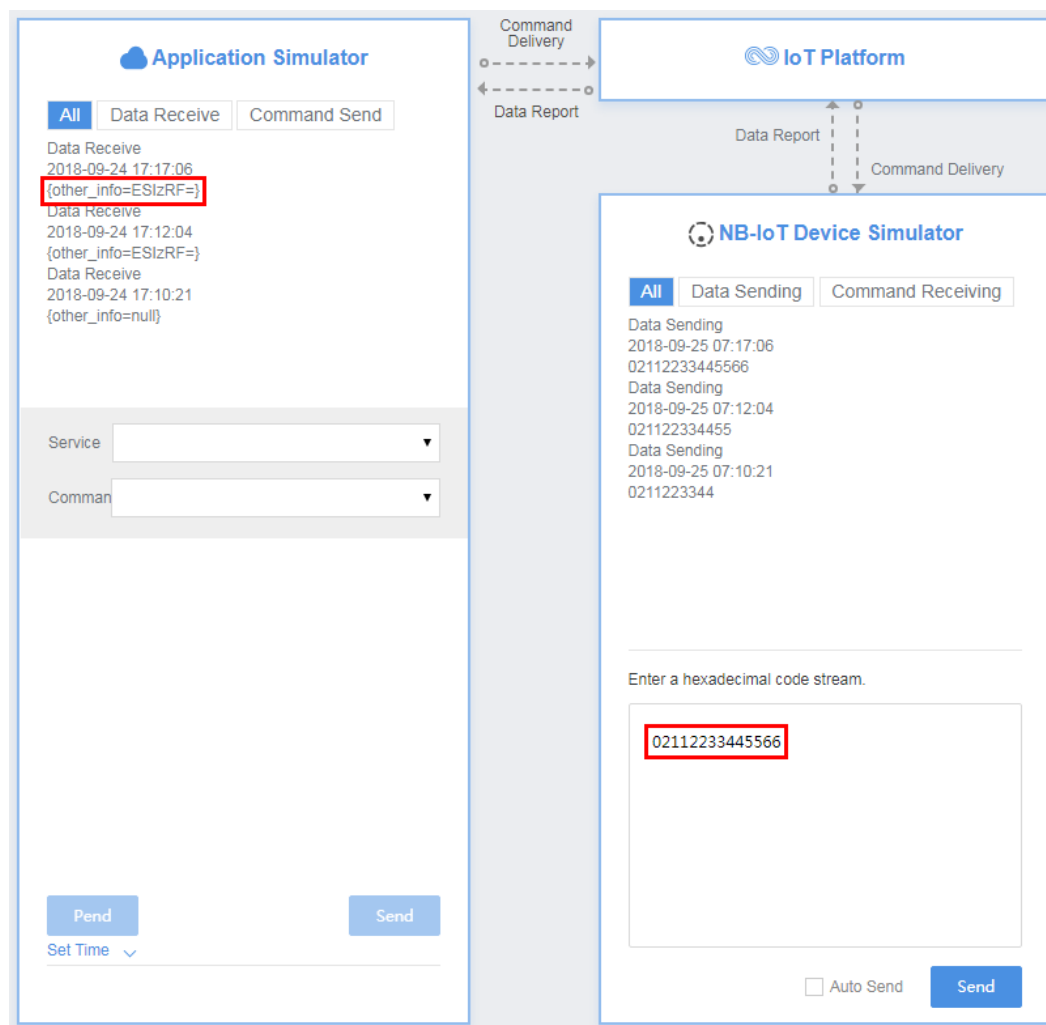 Application Simulator
All Data Receive Command Send
Data Receive
2018-09-24 17:17:06
{other_info=ESIzRF=}
Data Receive
2018-09-24 17:12:04
{other_info=ESIzRF=}
Data Receive
2018-09-24 17:10:21
{other_info=null}
Service
Comman
Pend Send
Set Time
Command
Delivery
Data Report
IoT Platform
Data Report
Command Delivery
NB-IoT Device Simulator
All Data Sending Command Receiving
Data Sending
2018-09-25 07:17:06
02112233445566
Data Sending
2018-09-25 07:12:04
021122334455
Data Sending
2018-09-25 07:10:21
0211223344
Enter a hexadecimal code stream.
02112233445566
Auto Send Send